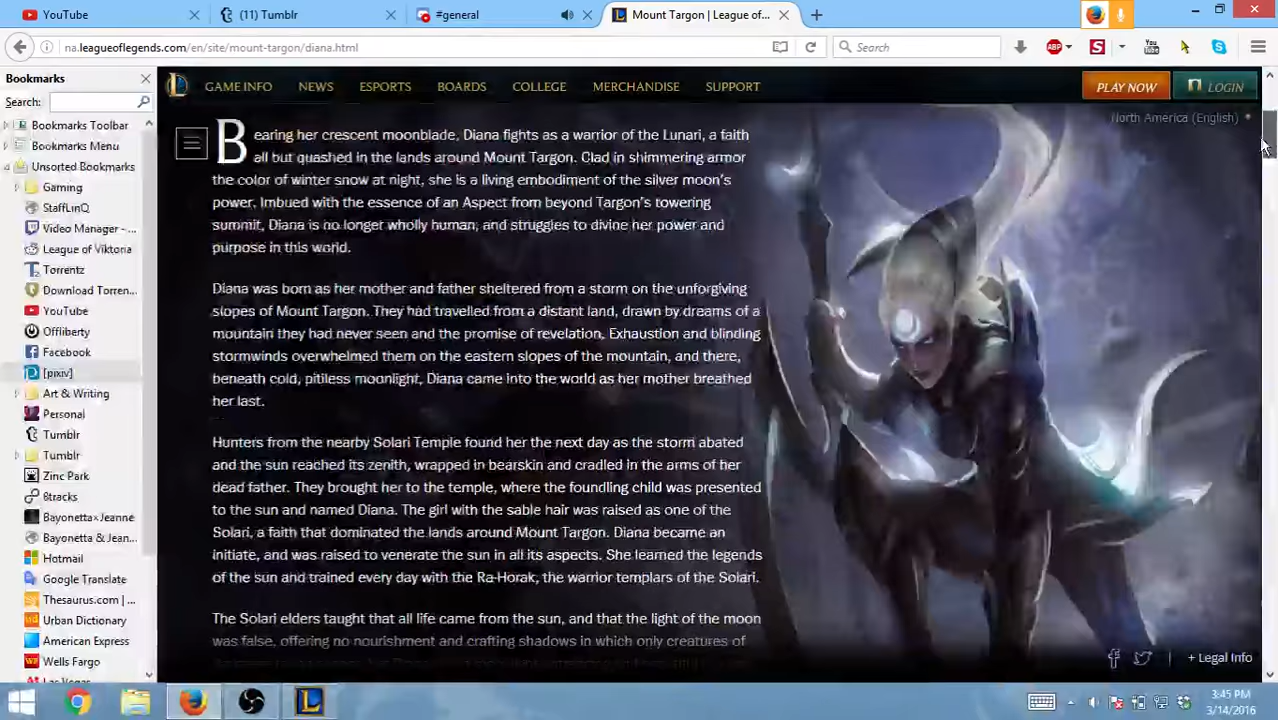 YouTube
(11) Tumblr
#general
Mount Targon | League of...
na.leagueoflegends.com/en/site/mount-targon/diana.html
Search
ABP
S
You
Bookmarks
Search:
Bookmarks Toolbar
Bookmarks Menu
Unsorted Bookmarks
Gaming
StaffLinQ
Video Manager - ...
League of Viktoria
Torrentz
Download Torren...
YouTube
Offliberty
Facebook
[pixiv]
Art & Writing
Personal
Tumblr
Tumblr
Zinc Park
8tracks
Bayonetta×Jeanne
Bayonetta & Jean...
Hotmail
Google Translate
Thesaurus.com | ...
Urban Dictionary
American Express
Wells Fargo
GAME INFO
NEWS
ESPORTS
BOARDS
COLLEGE
MERCHANDISE
SUPPORT
PLAY NOW
LOGIN
North America (English)
Bearing her crescent moonblade, Diana fights as a warrior of the Lunari, a faith
all but quashed in the lands around Mount Targon. Clad in shimmering armor
the color of winter snow at night, she is a living embodiment of the silver moon's
power. Imbued with the essence of an Aspect from beyond Targon's towering
summit, Diana is no longer wholly human, and struggles to divine her power and
purpose in this world.
Diana was born as her mother and father sheltered from a storm on the unforgiving
slopes of Mount Targon. They had travelled from a distant land, drawn by dreams of a
mountain they had never seen and the promise of revelation. Exhaustion and blinding
stormwinds overwhelmed them on the eastern slopes of the mountain, and there,
beneath cold, pitiless moonlight, Diana came into the world as her mother breathed
her last.
Hunters from the nearby Solari Temple found her the next day as the storm abated
and the sun reached its zenith, wrapped in bearskin and cradled in the arms of her
dead father. They brought her to the temple, where the foundling child was presented
to the sun and named Diana. The girl with the sable hair was raised as one of the
Solari, a faith that dominated the lands around Mount Targon. Diana became an
initiate, and was raised to venerate the sun in all its aspects. She learned the legends
of the sun and trained every day with the Ra-Horak, the warrior templars of the Solari.
The Solari elders taught that all life came from the sun, and that the light of the moon
was false, offering no nourishment and crafting shadows in which only creatures of
+ Legal Info
3:45 PM
3/14/2016